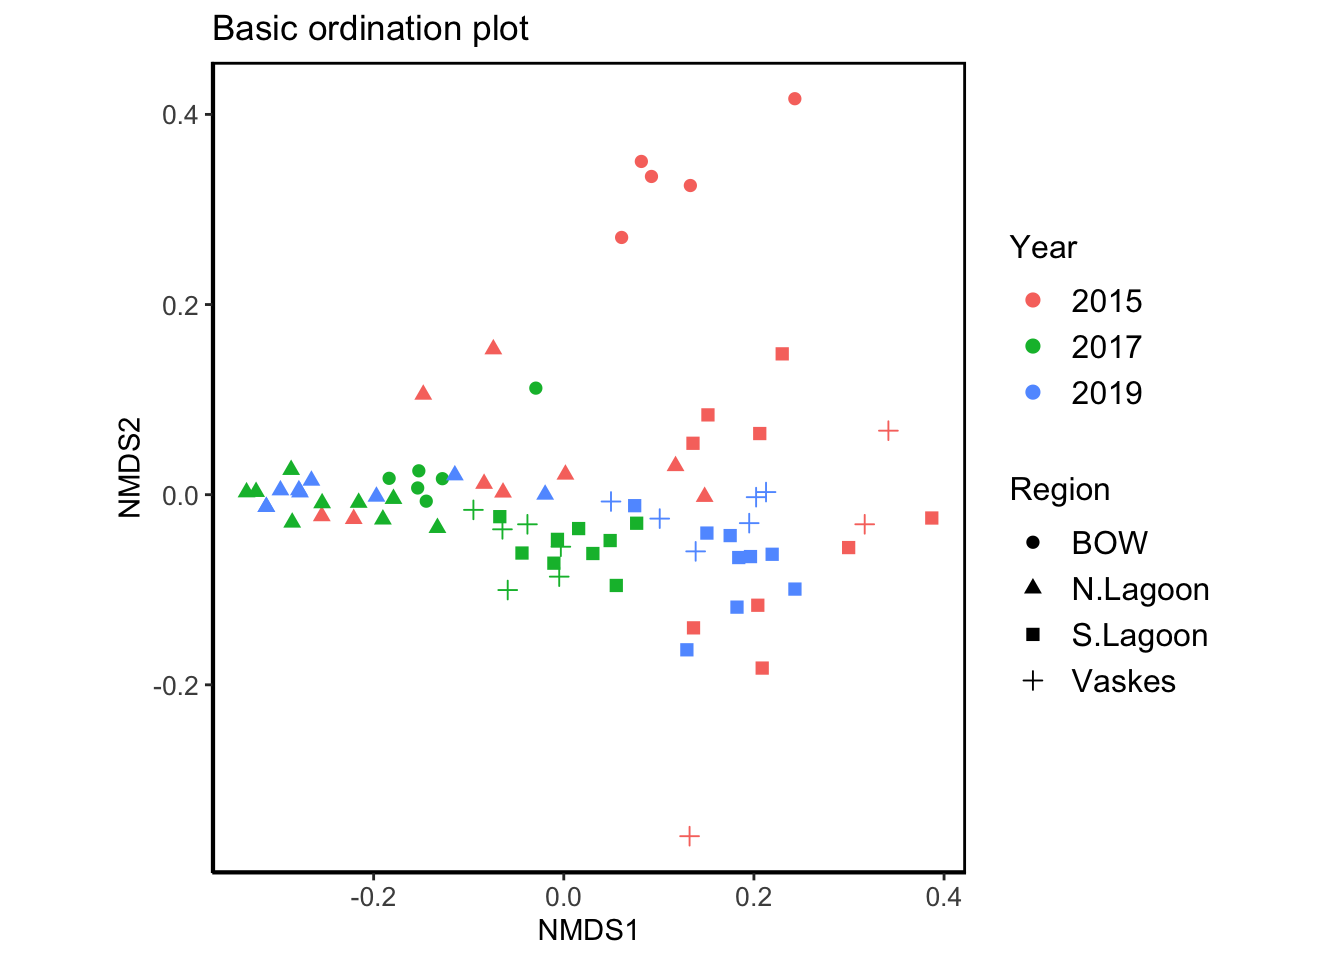 Basic ordination plot
0.4
0.2
0.0
-0.2
NMDS2
-0.2
0.0
0.2
0.4
NMDS1
Year
2015
2017
2019
Region
BOW
N.Lagoon
S.Lagoon
Vaskes